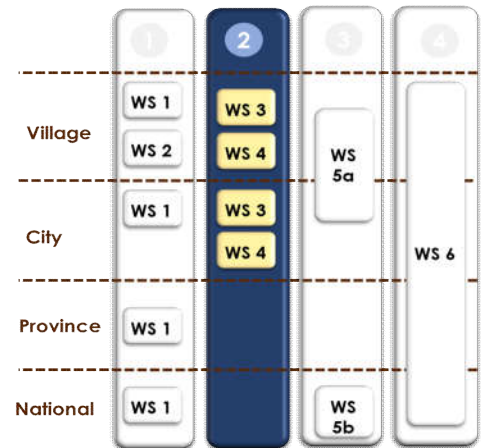 1 2 3 4
Village
WS 1
WS 2
WS 3
WS 4
WS
5a
City
WS 1
WS 3
WS 4
WS 6
Province
WS 1
National
WS 1
WS
5b